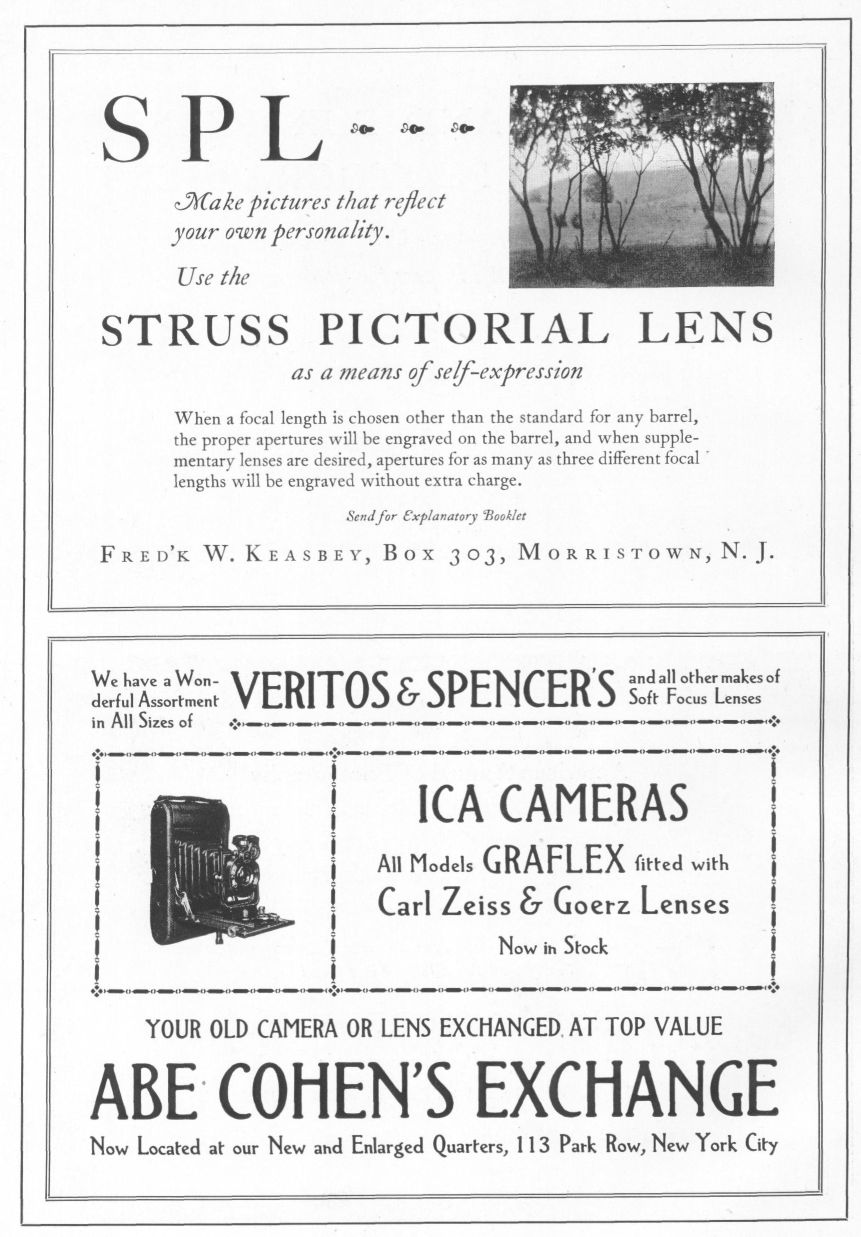 SPL
Make pictures that reflect
your own personality.
Use the
STRUSS PICTORIAL LENS
as a means of self-expression
When a focal length is chosen other than the standard for any barrel,
the proper apertures will be engraved on the barrel, and when supple-
mentary lenses are desired, apertures for as many as three different focal
lengths will be engraved without extra charge.
Send for Explanatory Booklet
FRED'K W. KEASBEY, BOX 303, MORRISTOWN, N. J.
We have a Won-
derful Assortment
in All Sizes of
VERITOS & SPENCER'S
and all other makes of
Soft Focus Lenses
ICA CAMERAS
All Models GRAFLEX fitted with
Carl Zeiss & Goerz Lenses
Now in Stock
YOUR OLD CAMERA OR LENS EXCHANGED AT TOP VALUE
ABE COHEN'S EXCHANGE
Now Located at our New and Enlarged Quarters, 113 Park Row, New York City